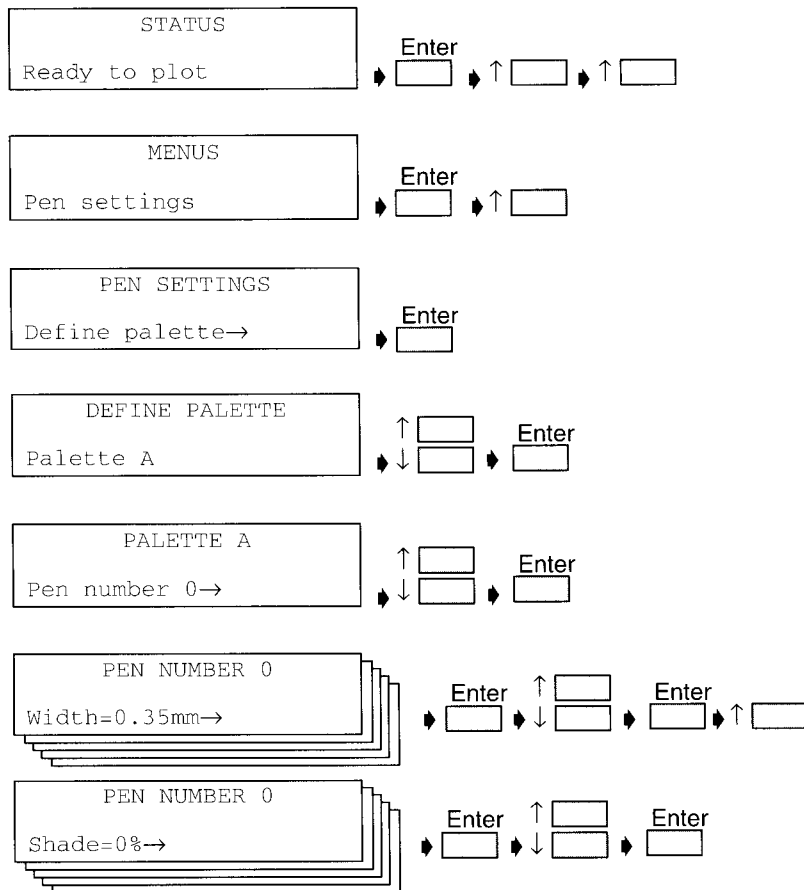 STATUS
Ready to plot
Enter
↑ ↑
MENUS
Pen settings
Enter
↑
PEN SETTINGS
Define palette→
Enter
DEFINE PALETTE
Palette A
↑
↓
Enter
PALETTE A
Pen number 0→
↑
↓
Enter
PEN NUMBER 0
Width=0.35mm→
Enter
↑
↓
Enter
↑
PEN NUMBER 0
Shade=0%→
Enter
↑
↓
Enter